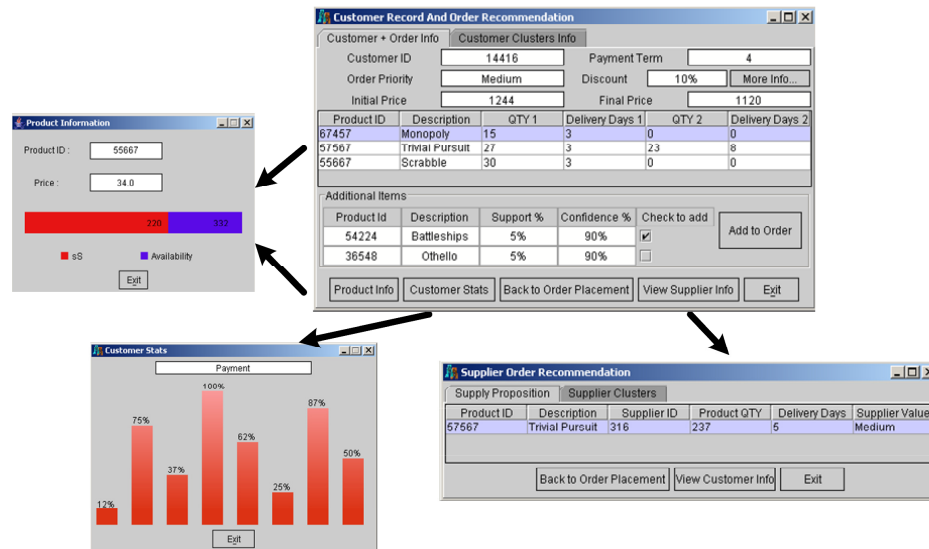 Customer Record And Order Recommendation
Customer + Order Info Customer Clusters Info
Customer ID 14416 Payment Term 4
Order Priority Medium Discount 10% More Info...
Initial Price 1244 Final Price 1120
Product ID Description QTY 1 Delivery Days 1 QTY 2 Delivery Days 2
67457 Monopoly 15 3 0 0
57567 Trivial Pursuit 27 3 23 8
55667 Scrabble 30 3 0 0
Additional Items
Product Id Description Support % Confidence % Check to add
54224 Battleships 5% 90%
36548 Othello 5% 90%
Add to Order
Product Info Customer Stats Back to Order Placement View Supplier Info Exit
Product Information
Product ID : 55667
Price : 34.0
220 332
sS Availability
Exit
Customer Stats
Payment
12% 75% 37% 100% 62% 25% 87% 50%
Exit
Supplier Order Recommendation
Supply Proposition Supplier Clusters
Product ID Description Supplier ID Product QTY Delivery Days Supplier Value
57567 Trivial Pursuit 316 237 5 Medium
Back to Order Placement View Customer Info Exit